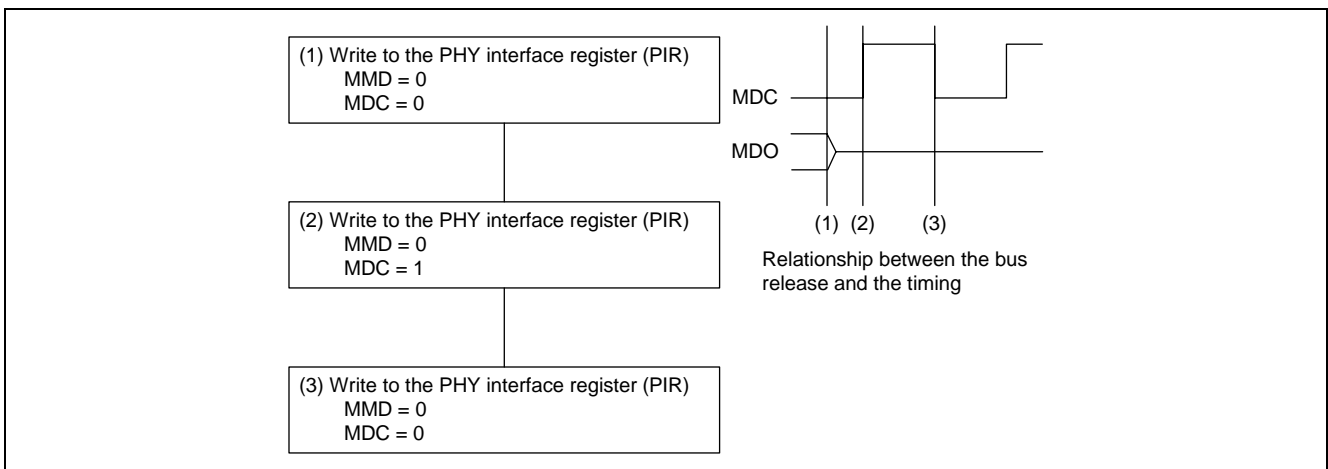 (1) Write to the PHY interface register (PIR)
MMD = 0
MDC = 0
(2) Write to the PHY interface register (PIR)
MMD = 0
MDC = 1
(3) Write to the PHY interface register (PIR)
MMD = 0
MDC = 0
MDC
MDO
(1) (2) (3)
Relationship between the bus
release and the timing